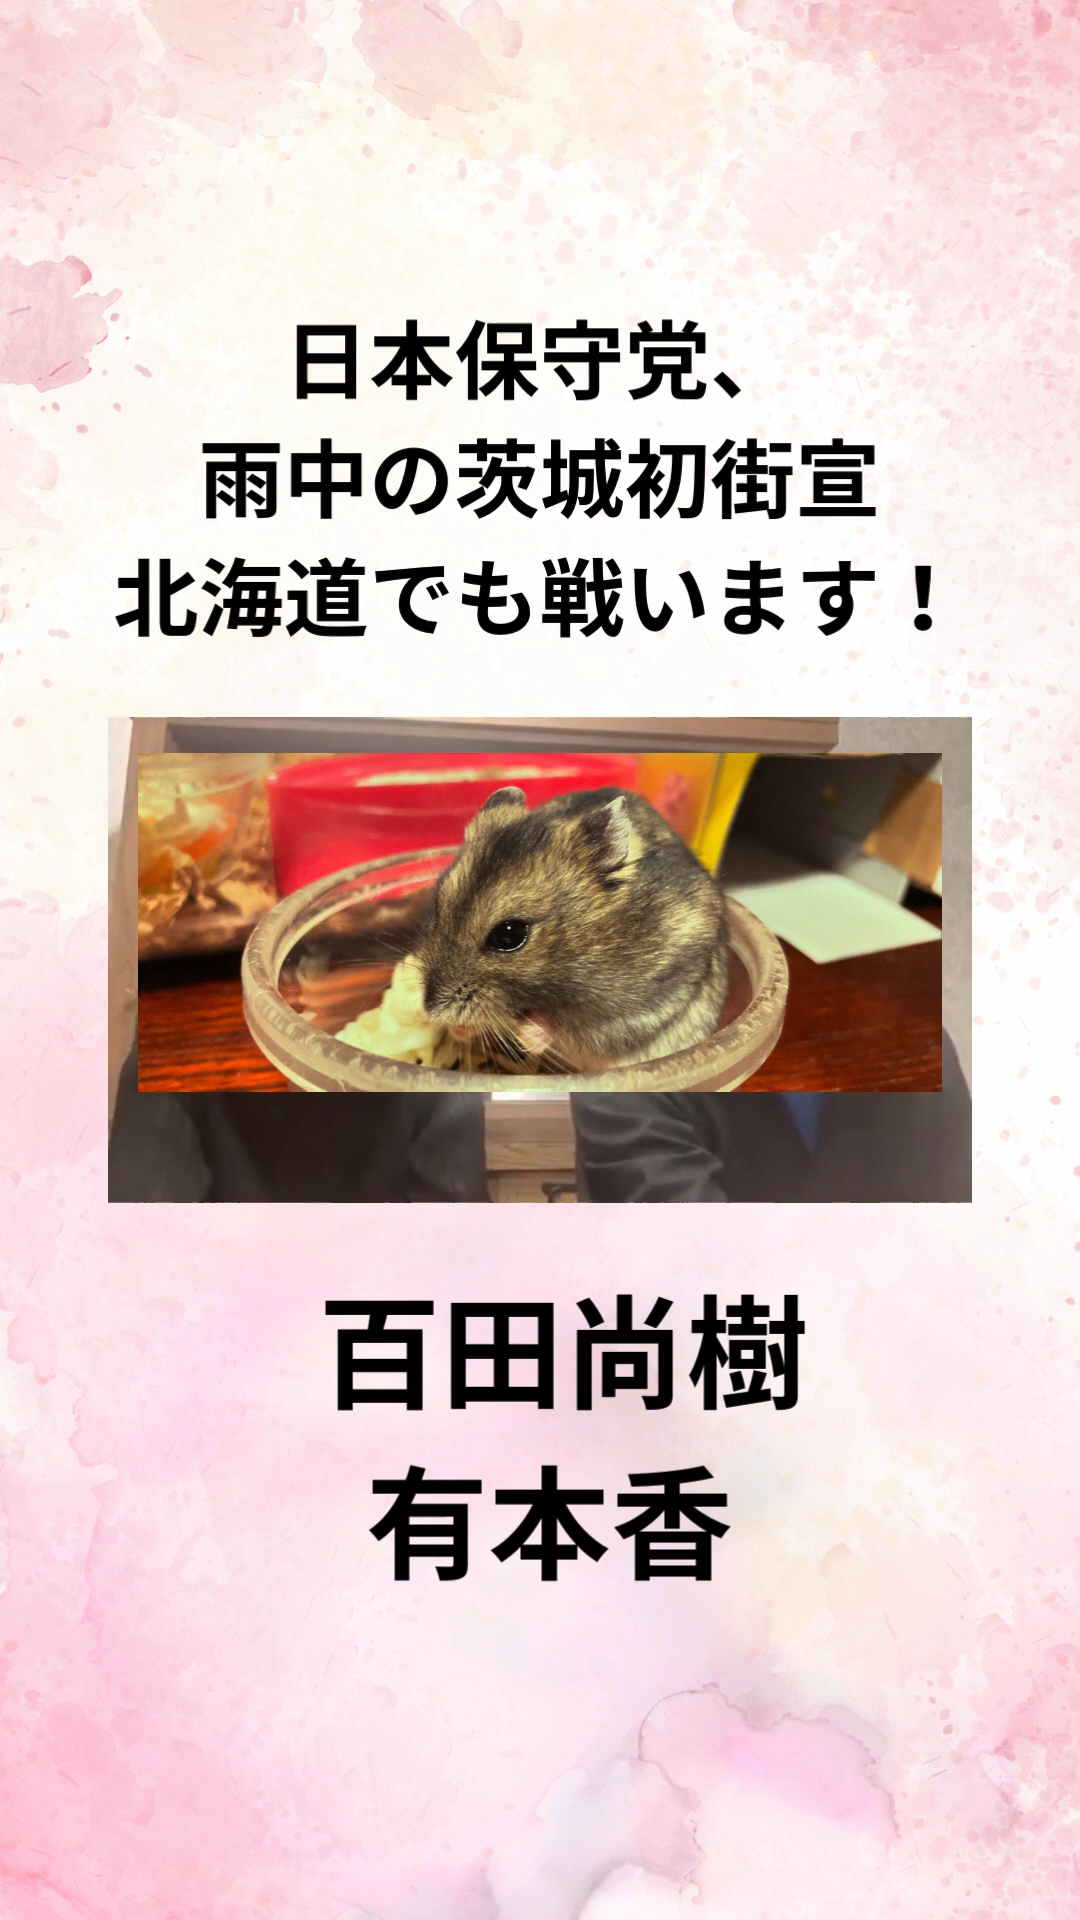 日本保守党、
雨中の茨城初街宣
北海道でも戦います！
百田尚樹
有本香